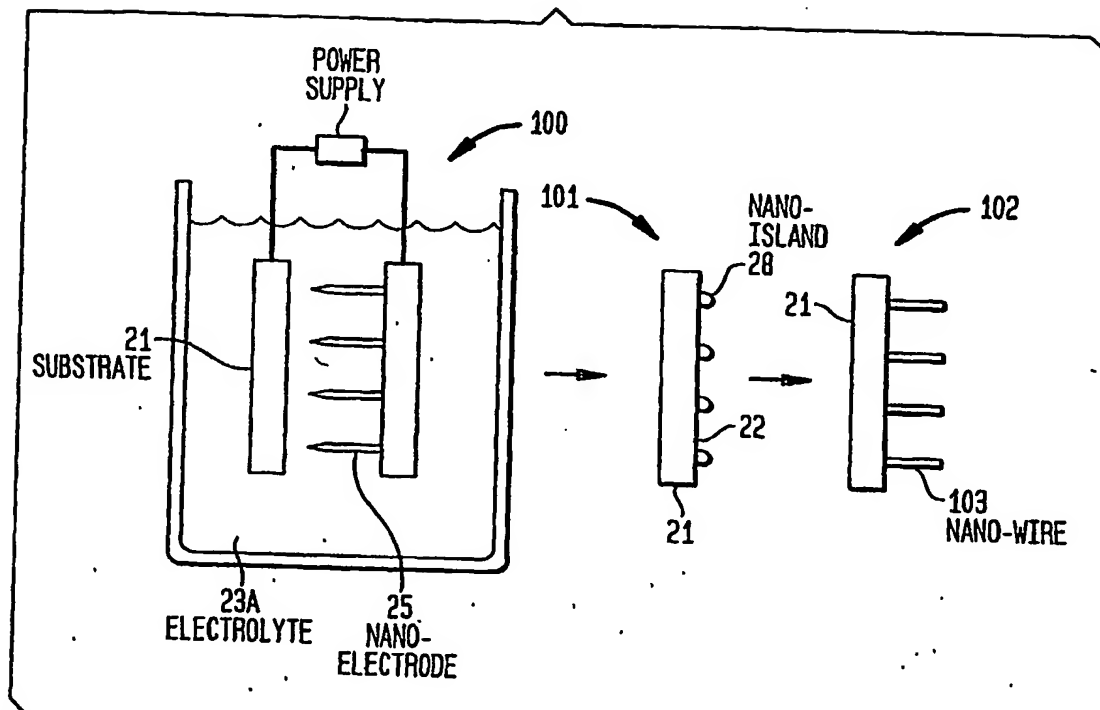 POWER
SUPPLY
100
101
NANO-
ISLAND
28
102
21
SUBSTRATE
21
22
21
103
NANO-WIRE
23A
ELECTROLYTE
25
NANO-
ELECTRODE